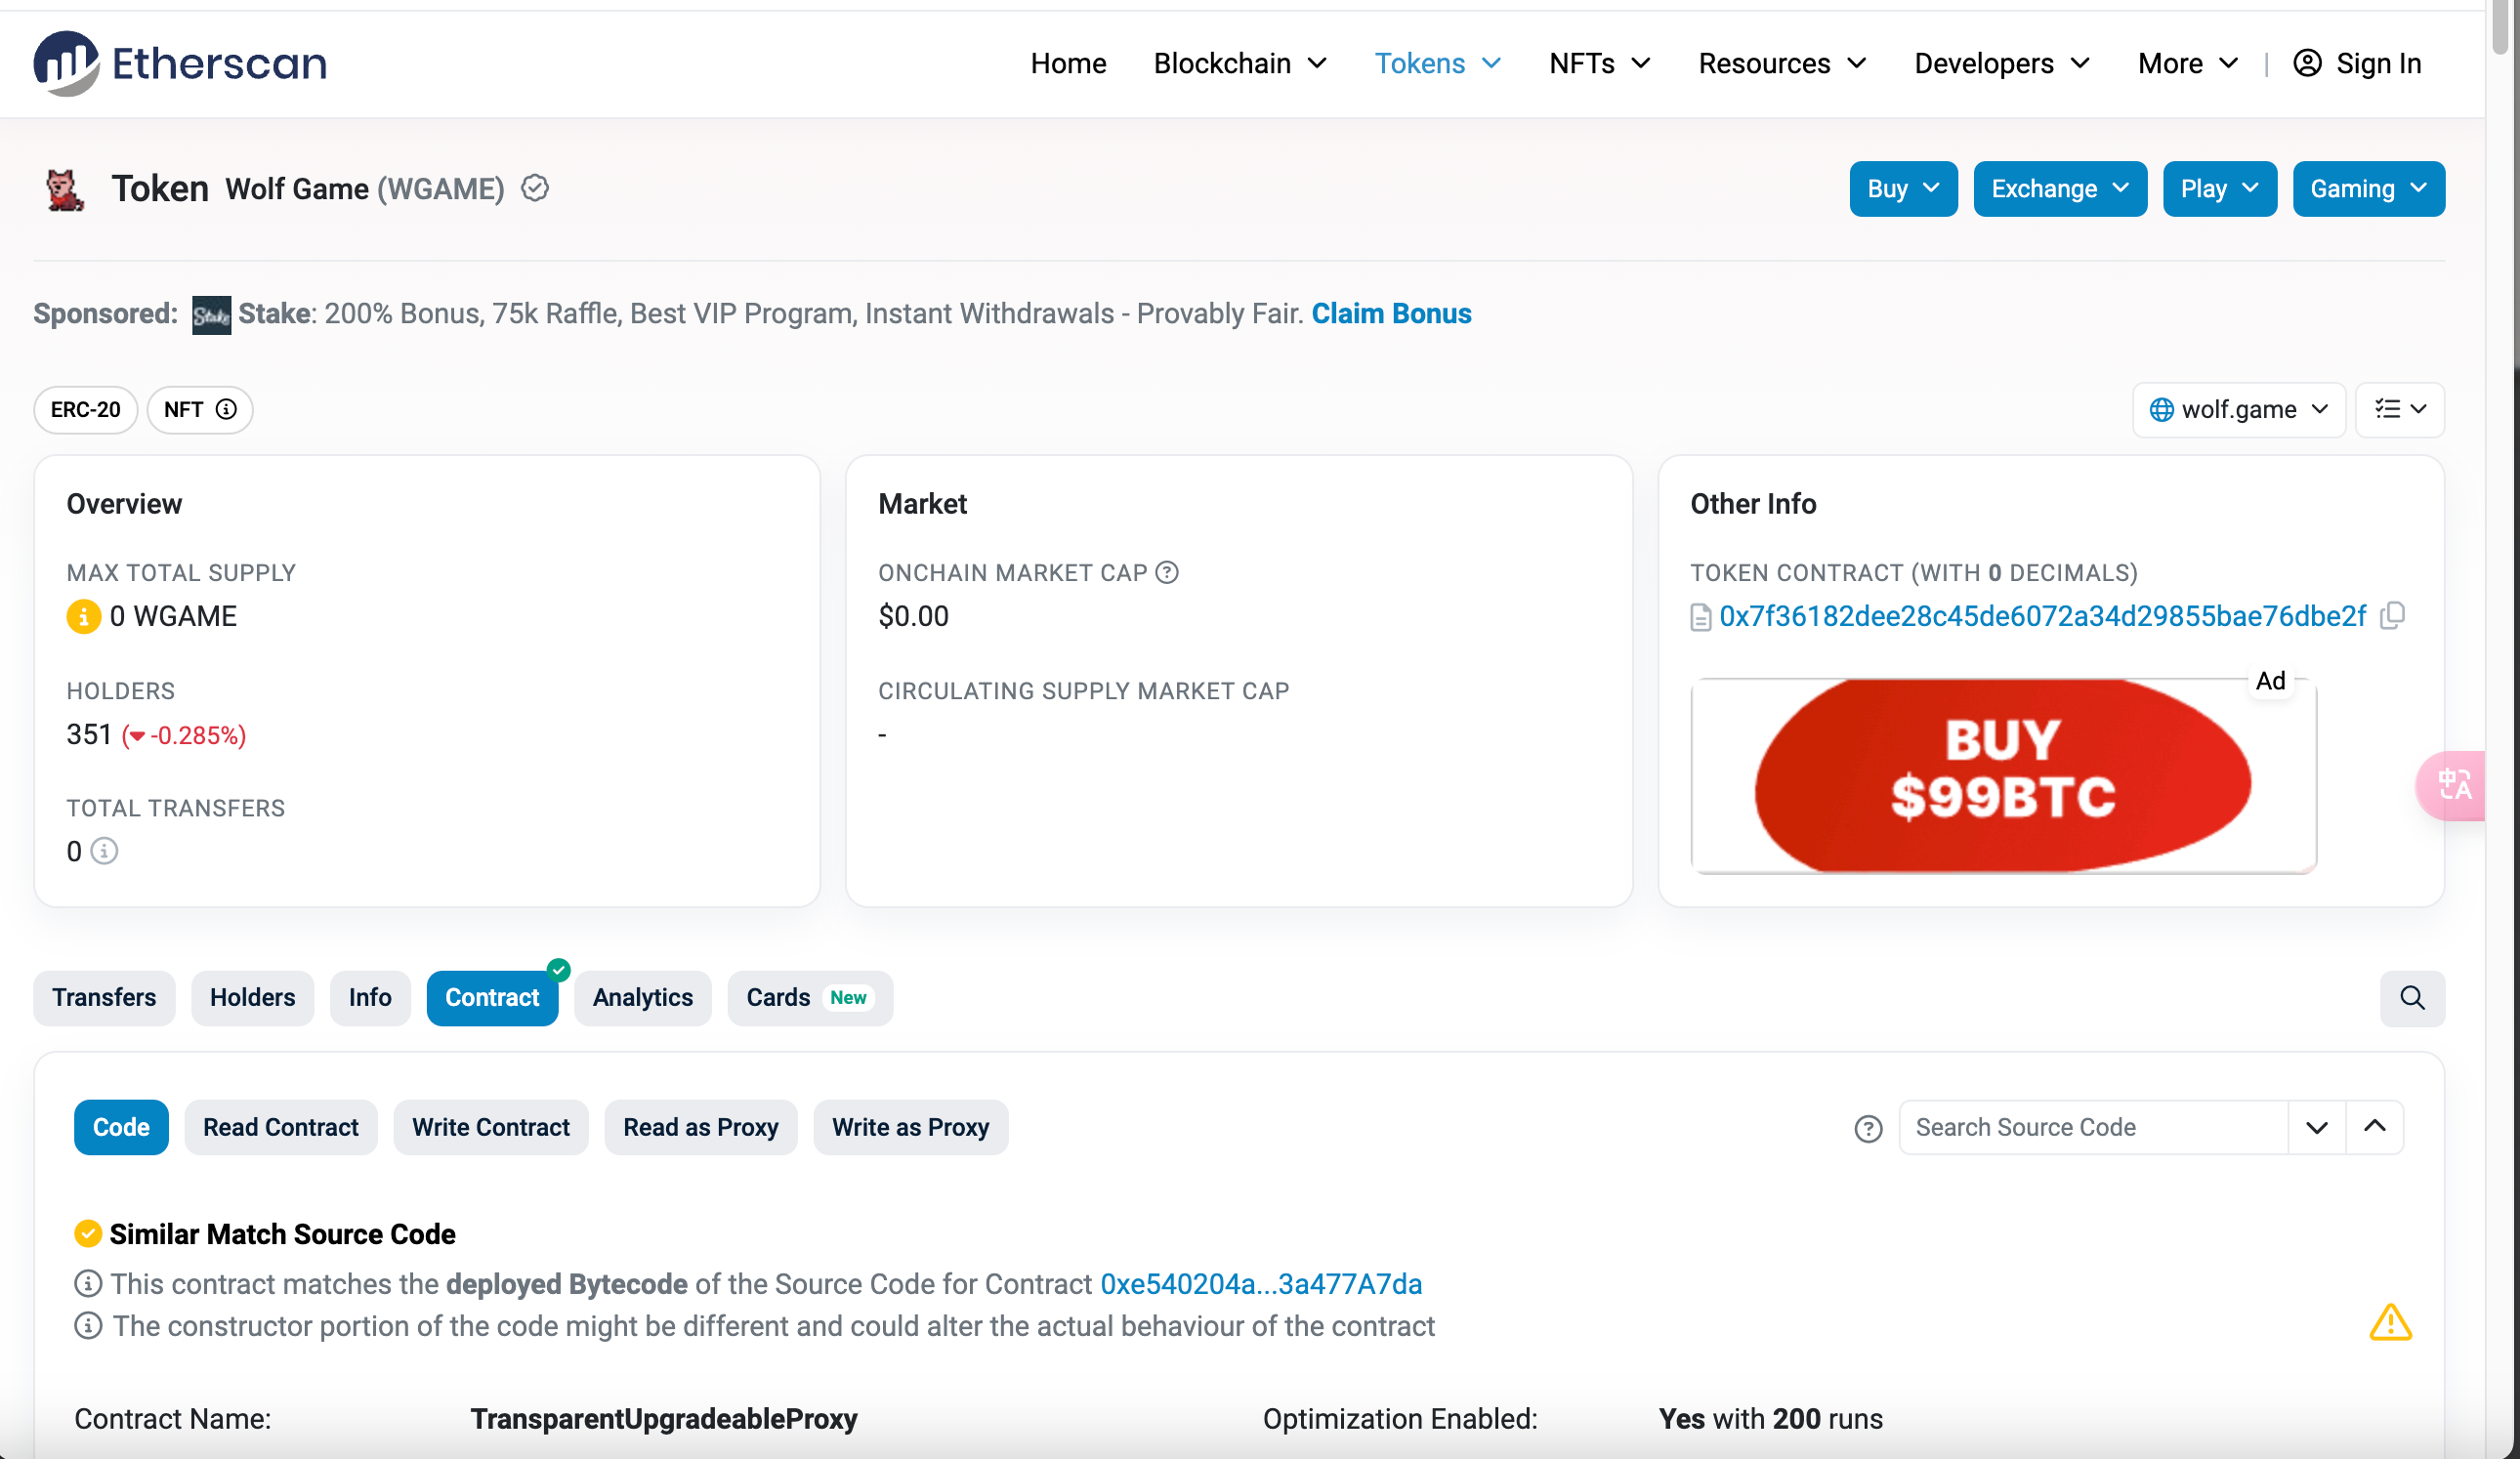 Etherscan
Home Blockchain Tokens NFTs Resources Developers More | Sign In
Token Wolf Game (WGAME)
Buy Exchange Play Gaming
Sponsored: Stake Stake: 200% Bonus, 75k Raffle, Best VIP Program, Instant Withdrawals - Provably Fair. Claim Bonus
ERC-20 NFT
wolf.game
Overview
MAX TOTAL SUPPLY
0 WGAME
HOLDERS
351 (-0.285%)
TOTAL TRANSFERS
0
Market
ONCHAIN MARKET CAP
$0.00
CIRCULATING SUPPLY MARKET CAP
-
Other Info
TOKEN CONTRACT (WITH 0 DECIMALS)
0x7f36182dee28c45de6072a34d29855bae76dbe2f
Ad
BUY
$99BTC
中A
Transfers Holders Info Contract Analytics Cards New
Code Read Contract Write Contract Read as Proxy Write as Proxy
Search Source Code
Similar Match Source Code
This contract matches the deployed Bytecode of the Source Code for Contract 0xe540204a...3a477A7da
The constructor portion of the code might be different and could alter the actual behaviour of the contract
Contract Name: TransparentUpgradeableProxy
Optimization Enabled: Yes with 200 runs